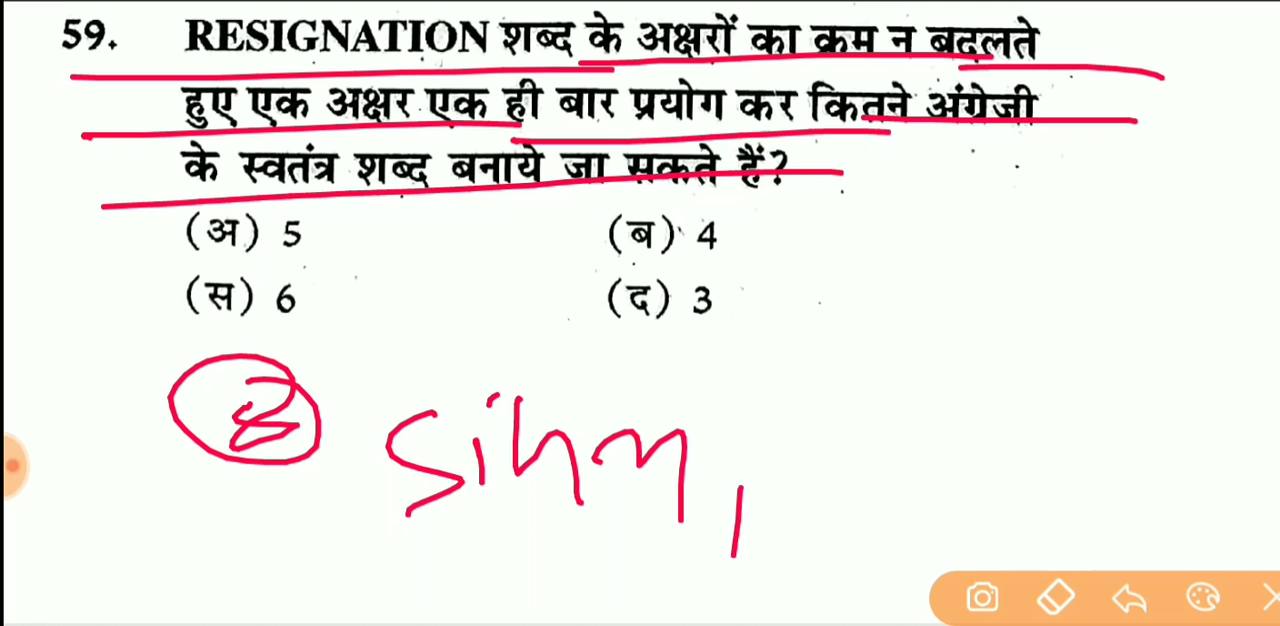 59. RESIGNATION शब्द के अक्षरों का क्रम न बदलते
हुए एक अक्षर एक ही बार प्रयोग कर कितने अंग्रेजी
के स्वतंत्र शब्द बनाये जा सकते हैं?
(अ) 5 (ब) 4
(स) 6 (द) 3